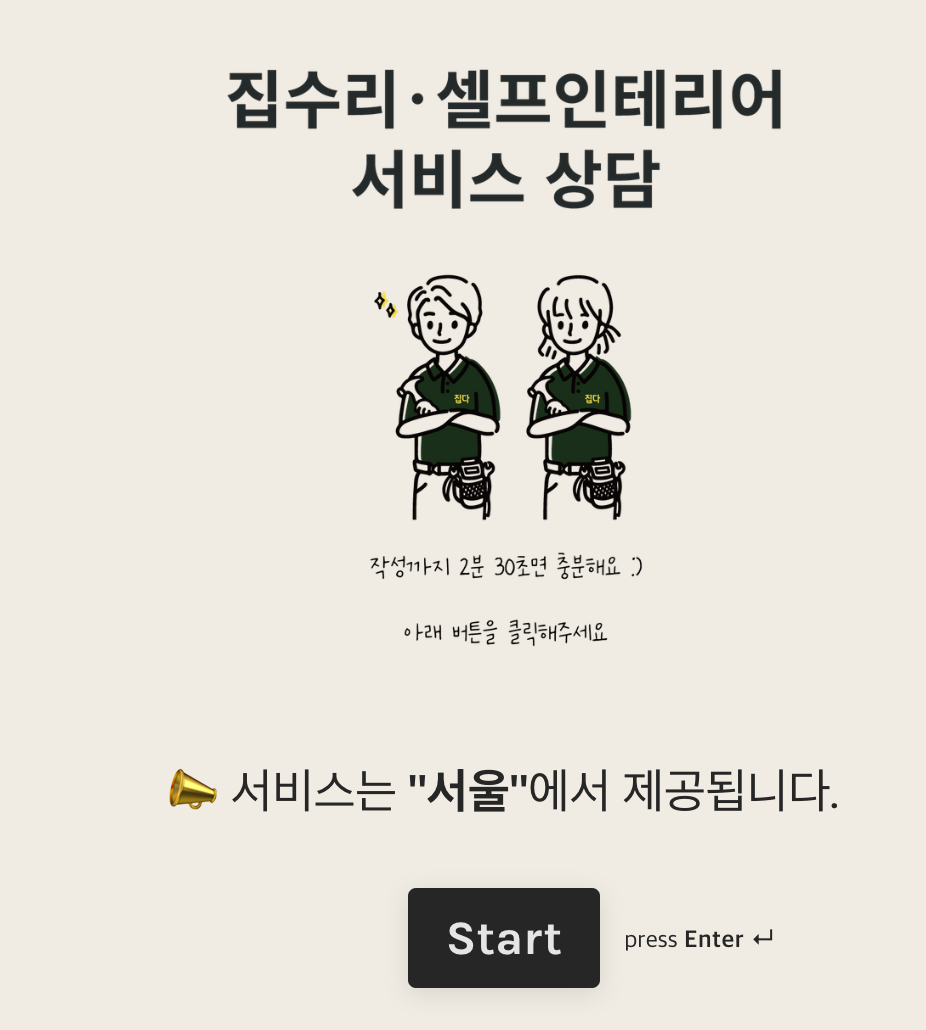 집수리·셀프인테리어
서비스 상담
집다
집다
작성까지 2분 30초면 충분해요 :)
아래 버튼을 클릭해주세요
서비스는 "서울"에서 제공됩니다.
Start
press Enter ↵